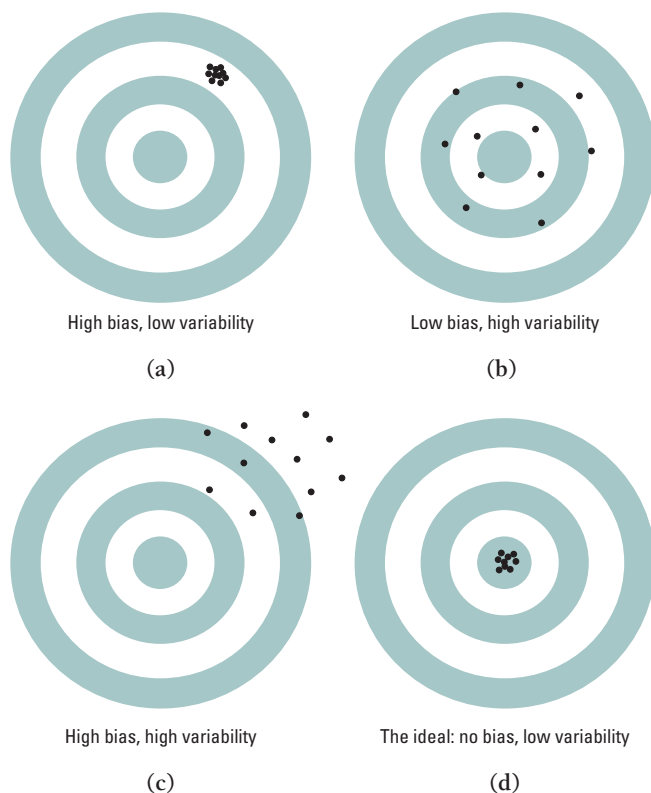 High bias, low variability
Low bias, high variability
(a)
(b)
High bias, high variability
The ideal: no bias, low variability
(c)
(d)